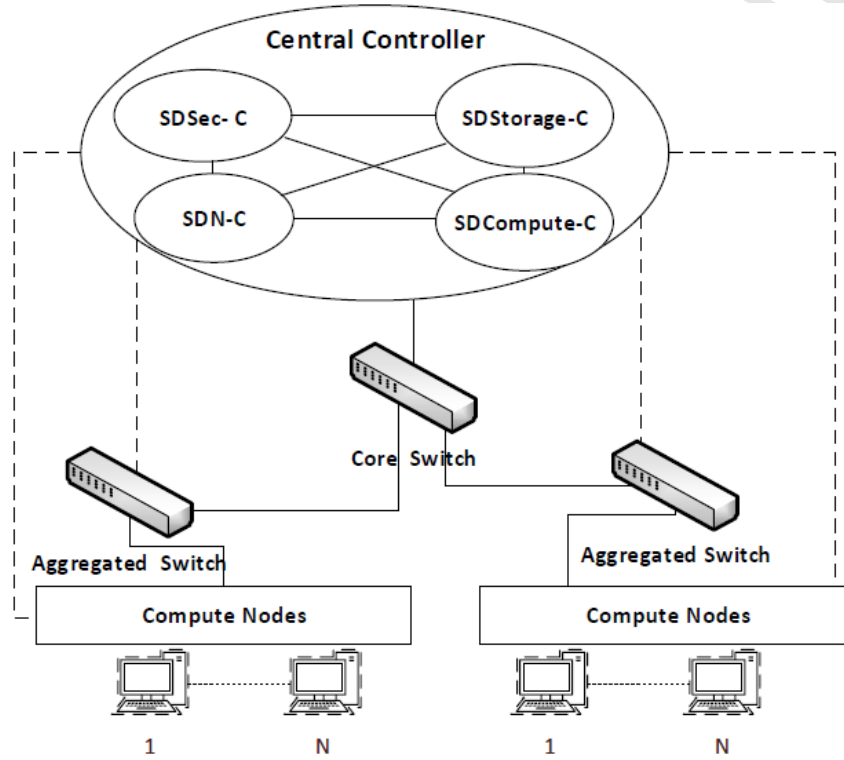 Central Controller
SDSec- C
SDStorage-C
SDN-C
SDCompute-C
Core Switch
Aggregated Switch
Aggregated Switch
Compute Nodes
Compute Nodes
1
N
1
N